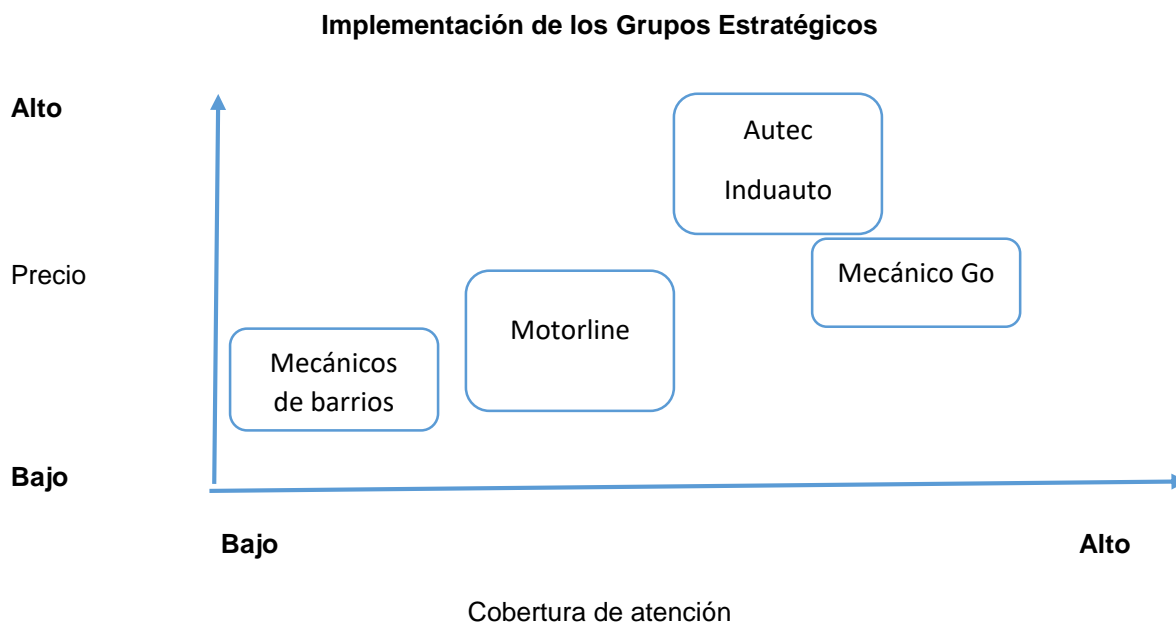 Implementación de los Grupos Estratégicos
Alto
Autec
Induauto
Precio
Mecánico Go
Motorline
Mecánicos
de barrios
Bajo
Bajo
Alto
Cobertura de atención